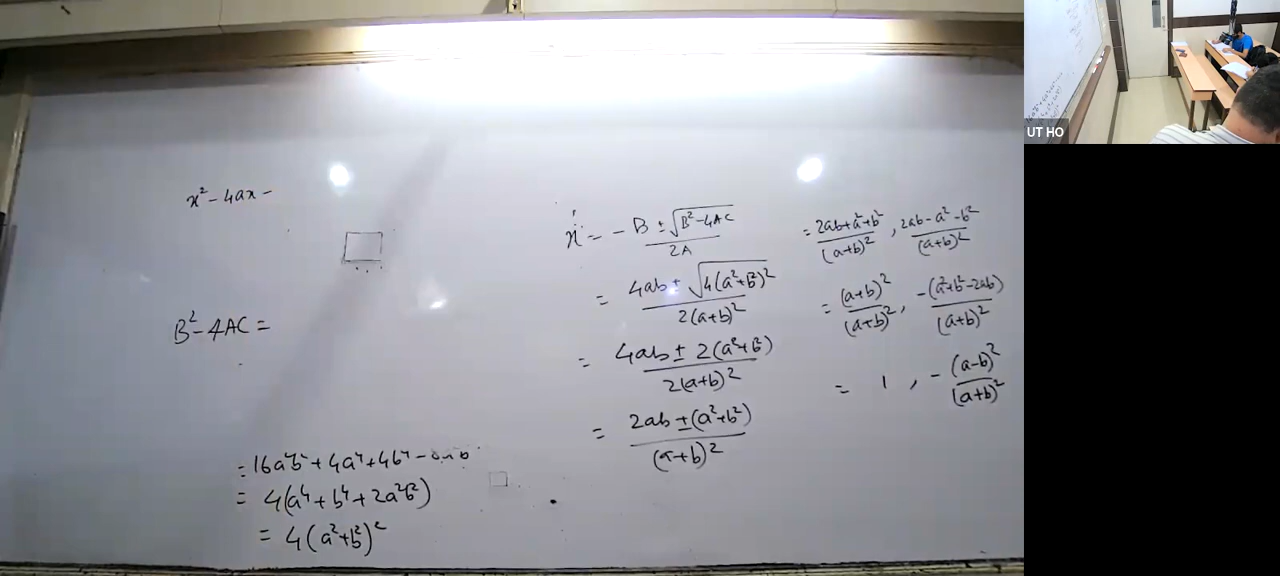 x² - 4ax -
B² - 4AC =
= 16a²b² + 4a⁴ + 4b⁴ - 8a²b²
= 4(a⁴ + b⁴ + 2a²b²)
= 4(a² + b²)²
x = -B ± √(B² - 4AC) / 2A
= 4ab ± √(4(a² + b²)²) / 2(a+b)²
= 4ab ± 2(a² + b²) / 2(a+b)²
= 2ab ± (a² + b²) / (a+b)²
= 2ab + a² + b² / (a+b)² , 2ab - a² - b² / (a+b)²
= (a+b)² / (a+b)² , -(a² + b² - 2ab) / (a+b)²
= 1 , - (a-b)² / (a+b)²
UT HO